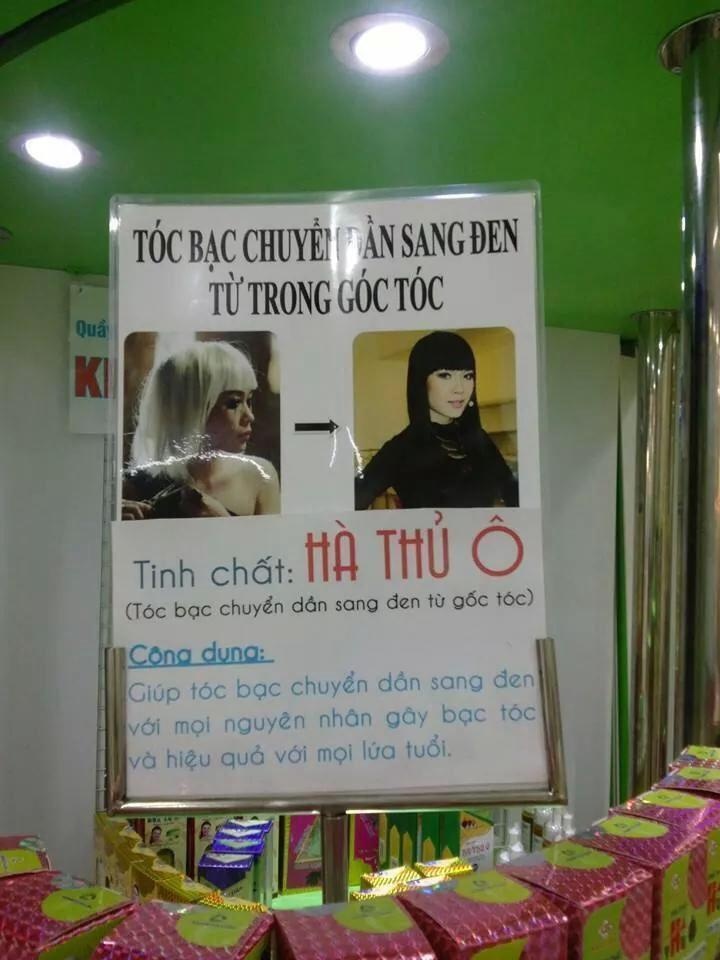 TÓC BẠC CHUYỂN DẦN SANG ĐEN
TỪ TRONG GÓC TÓC
Quầ
Tinh chất: HÀ THỦ Ô
(Tóc bạc chuyển dần sang đen từ gốc tóc)
Công dụng:
Giúp tóc bạc chuyển dần sang đen
với mọi nguyên nhân gây bạc tóc
và hiệu quả với mọi lứa tuổi.